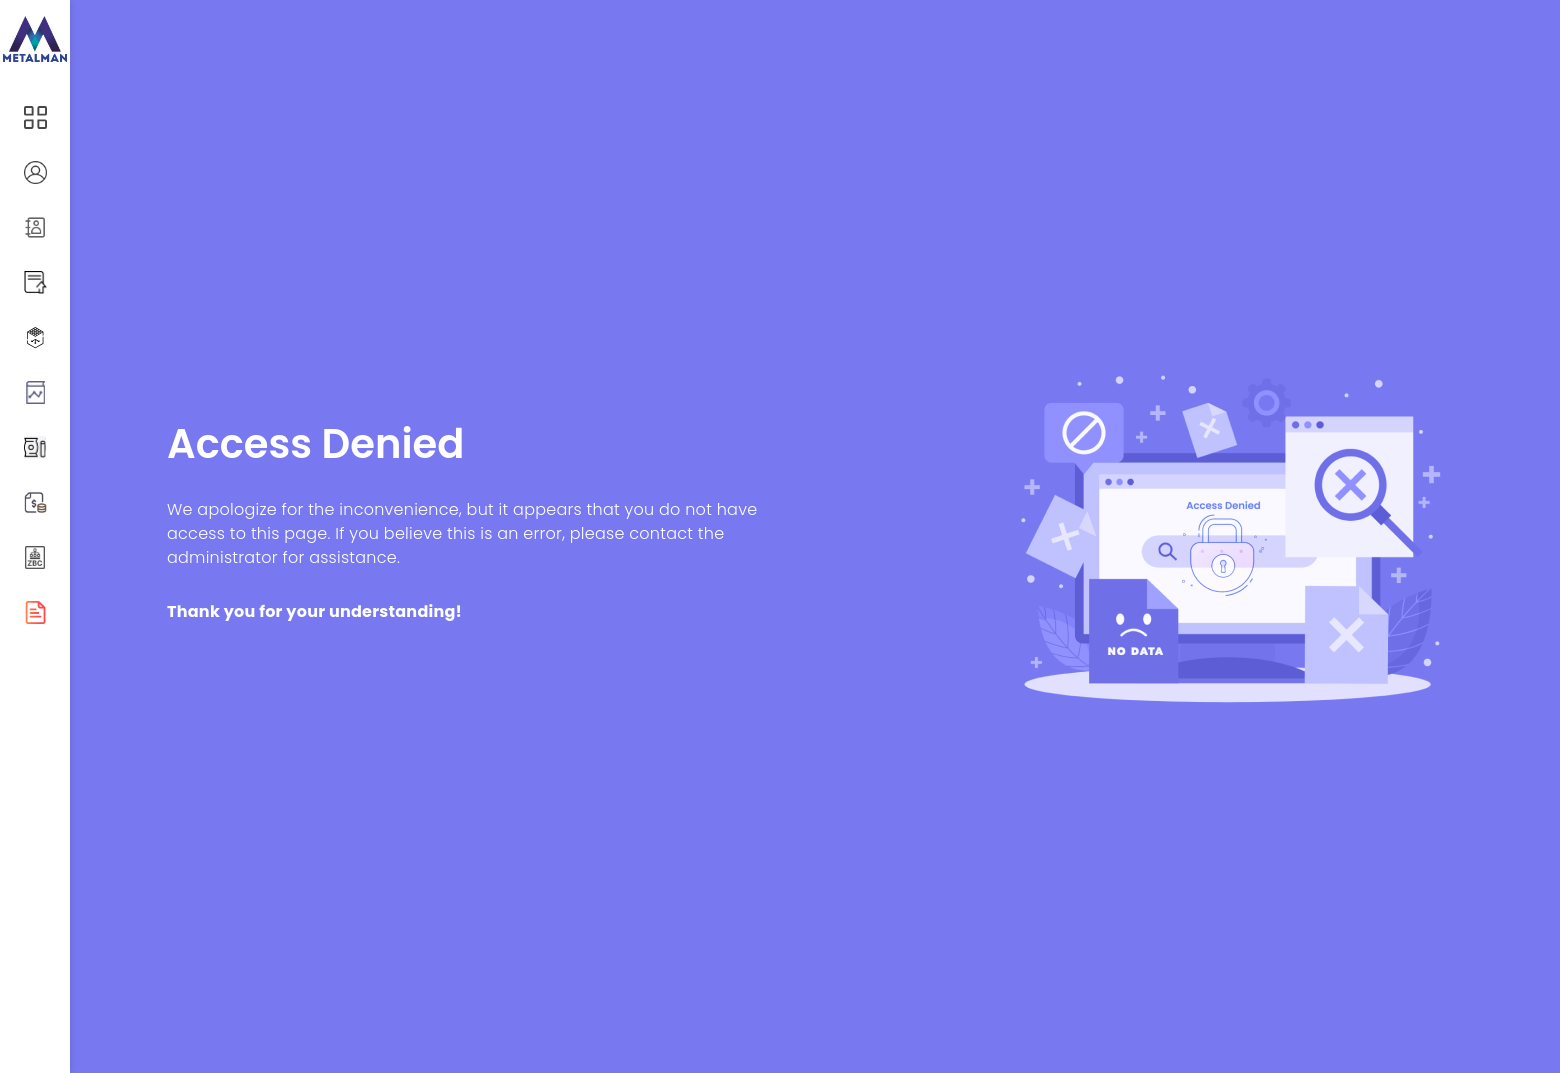 METALMAN
ZBC
Access Denied
We apologize for the inconvenience, but it appears that you do not have
access to this page. If you believe this is an error, please contact the
administrator for assistance.
Thank you for your understanding!
Access Denied
NO DATA